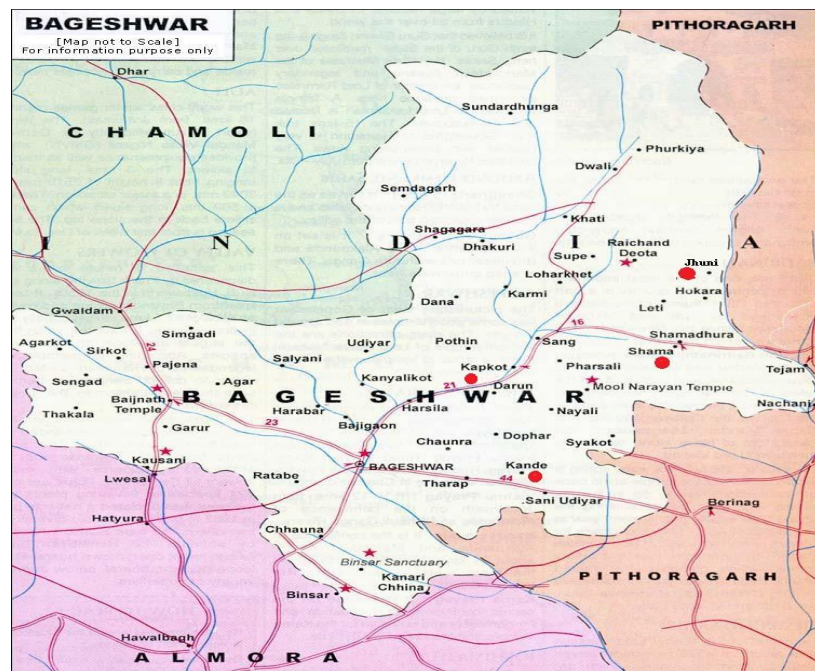 BAGESHWAR
[Map not to Scale]
For information purpose only
PITHORAGARH
Dhar
CHAMOLI
Sundardhunga
Phurkiya
Dwali
Semdagarh
Khati
Shagagara
Dhakuri
I N D I A
Supe
Raichand
Deota
Jhuni
Loharkhet
Karmi
Hokara
Dana
Leti
Gwaldam
16
Simgadi
Agarkot
24
Sirkot
Udiyar
Pothin
Sang
Shamadhura
Shama
Pajena
Salyani
Kapkot
Pharsali
Tejam
Sengad
Agar
Kanyalikot
21
Darun
Mool Narayan Temple
Baijnath
Temple
BAGESHWAR
Nachani
Thakala
Harabar
Harsila
Nayali
Garur
23
Bajigaon
Chaunra
Dophar
Syakot
Kausani
BAGESHWAR
Kande
Lwesai
Ratabe
Tharap
44
Sani Udiyar
Berinag
Hatyura
Chhauna
Binsar Sanctuary
PITHORAGARH
Kanari
Chhina
Binsar
Hawalbagh
ALMORA